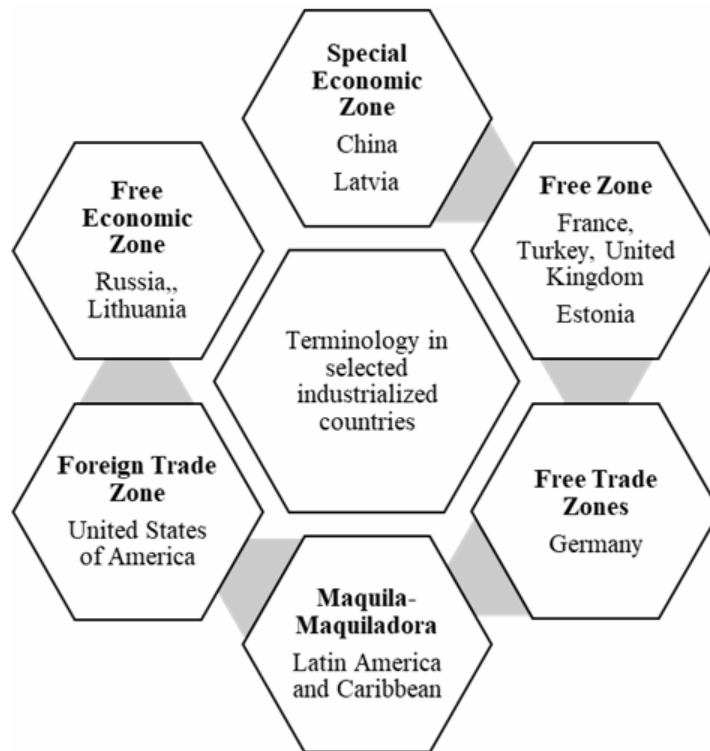 Special
Economic
Zone
China
Latvia
Free Zone
France,
Turkey, United
Kingdom
Estonia
Free Trade
Zones
Germany
Maquila-
Maquiladora
Latin America
and Caribbean
Foreign Trade
Zone
United States
of America
Free
Economic
Zone
Russia,,
Lithuania
Terminology in
selected
industrialized
countries